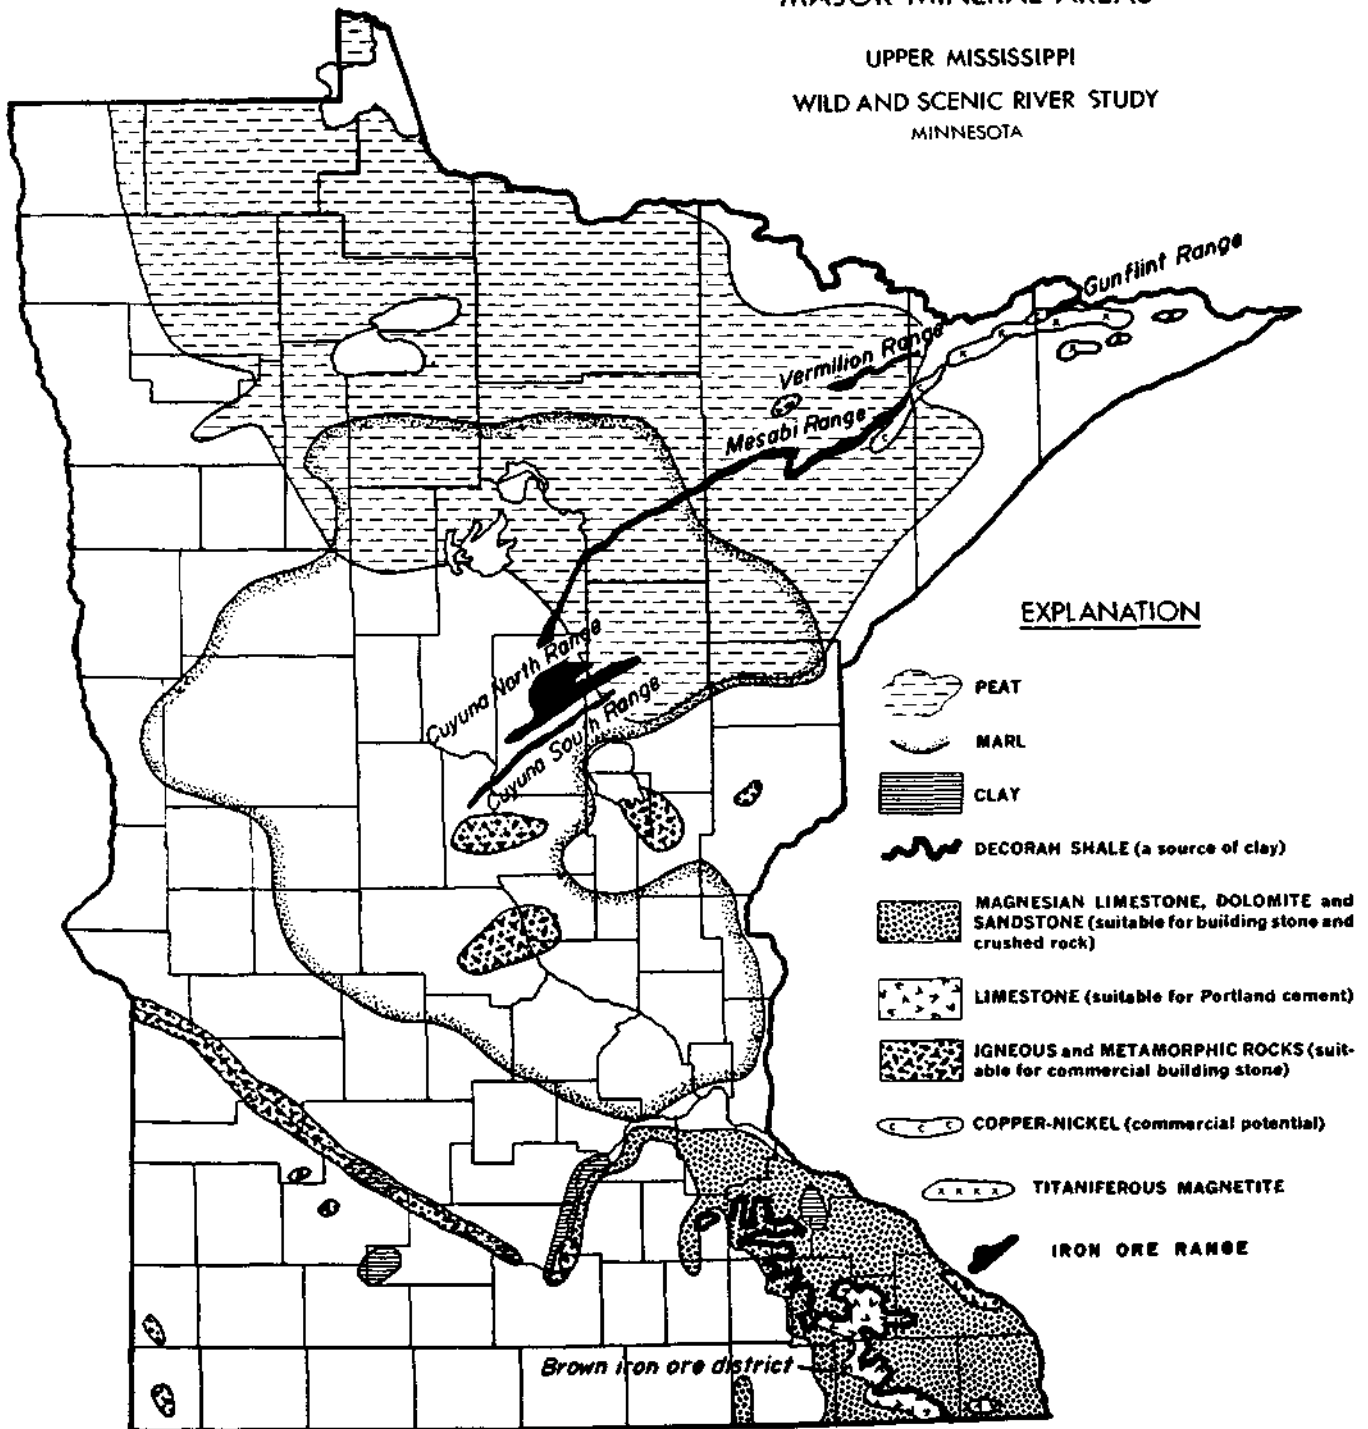 MAJOR MINERAL AREAS
UPPER MISSISSIPPI
WILD AND SCENIC RIVER STUDY
MINNESOTA
Gunflint Range
Vermilion Range
Mesabi Range
Cuyuna North Range
Cuyuna South Range
Brown iron ore district
EXPLANATION
PEAT
MARL
CLAY
DECORAH SHALE (a source of clay)
MAGNESIAN LIMESTONE, DOLOMITE and
SANDSTONE (suitable for building stone and
crushed rock)
LIMESTONE (suitable for Portland cement)
IGNEOUS and METAMORPHIC ROCKS (suit-
able for commercial building stone)
c c c COPPER-NICKEL (commercial potential)
x x x x TITANIFEROUS MAGNETITE
IRON ORE RANGE